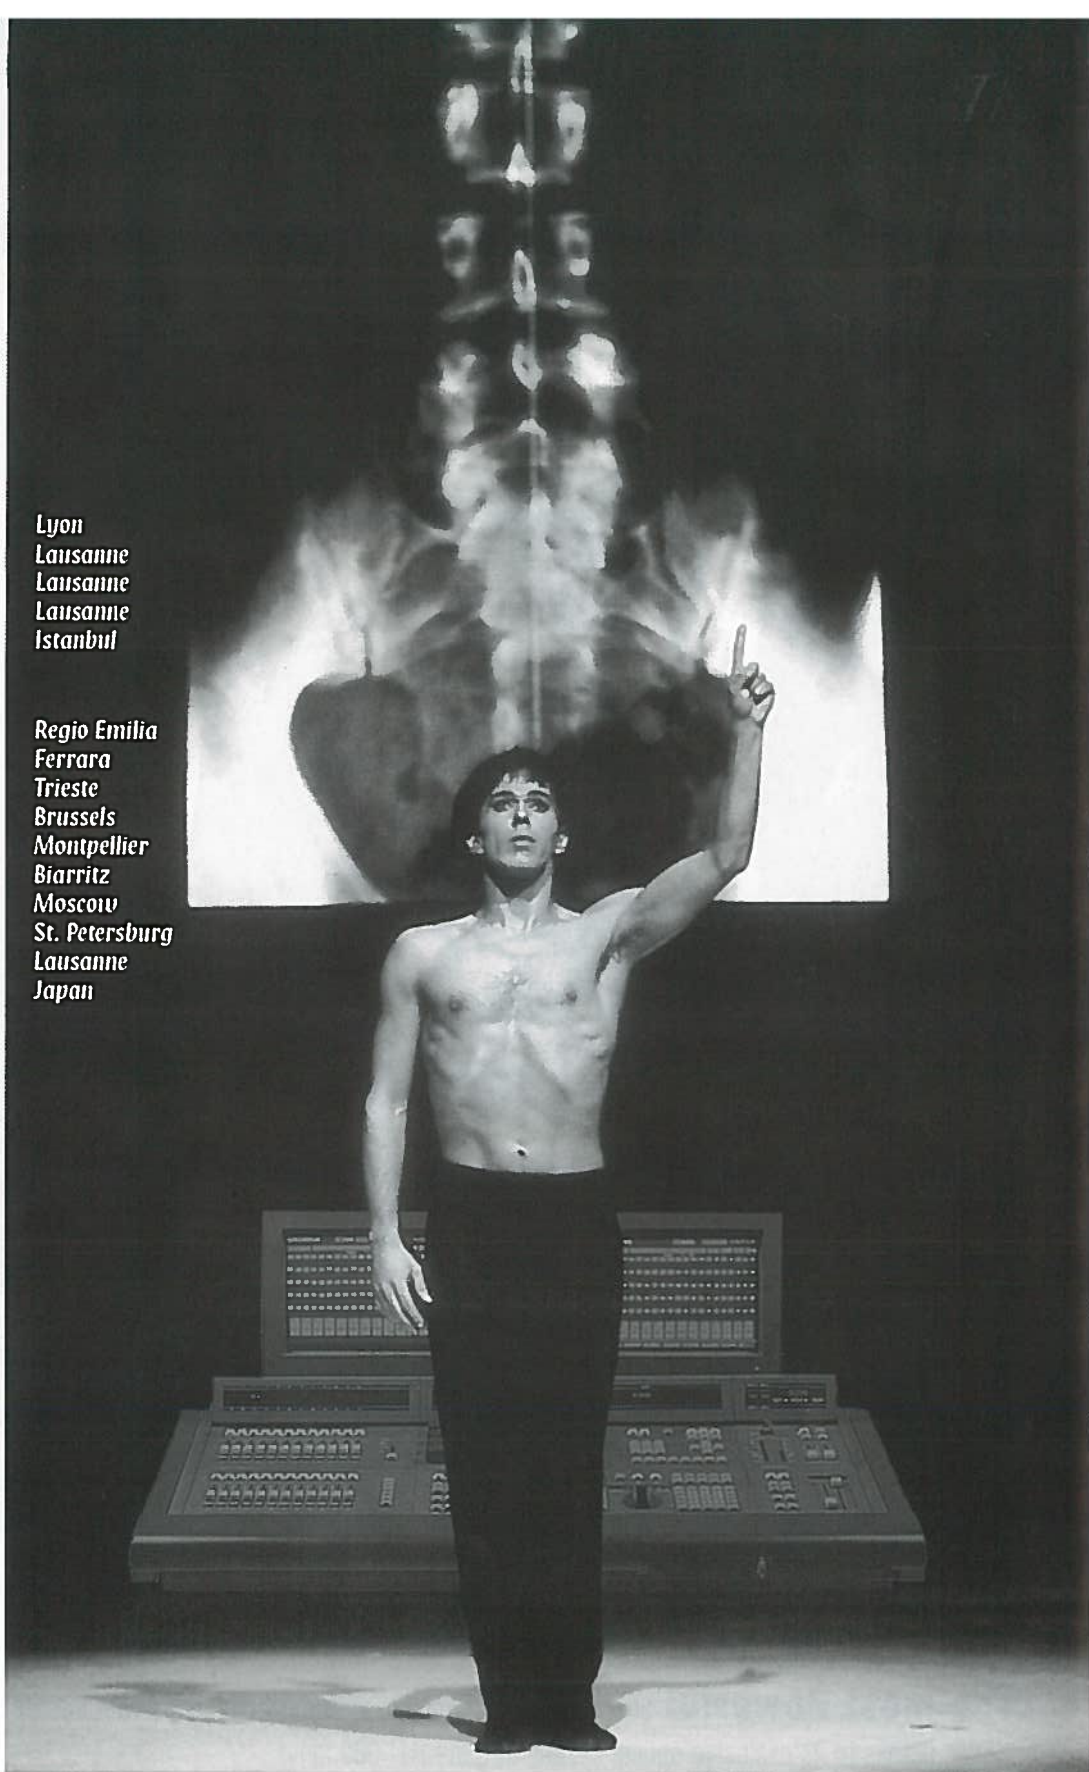 Lyon
Lausanne
Lausanne
Lausanne
Istanbul
Regio Emilia
Ferrara
Trieste
Brussels
Montpellier
Biarritz
Moscow
St. Petersburg
Lausanne
Japan